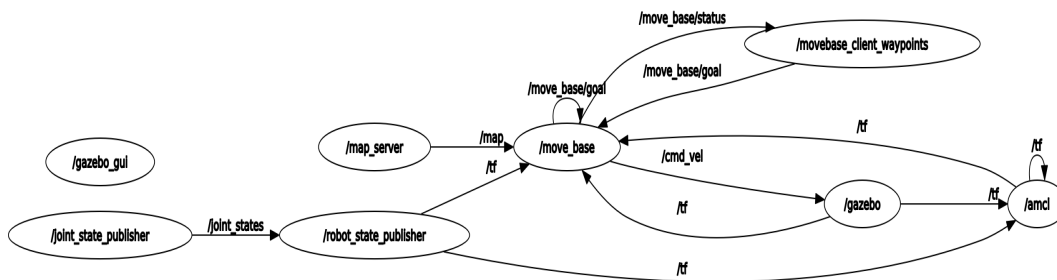 /move_base/status
/movebase_client_waypoints
/move_base/goal
/move_base/goal
/map_server
/map
/move_base
/tf
/tf
/gazebo_gui
/tf
/cmd_vel
/tf
/gazebo
/tf
/amcl
/joint_state_publisher
/joint_states
/robot_state_publisher
/tf